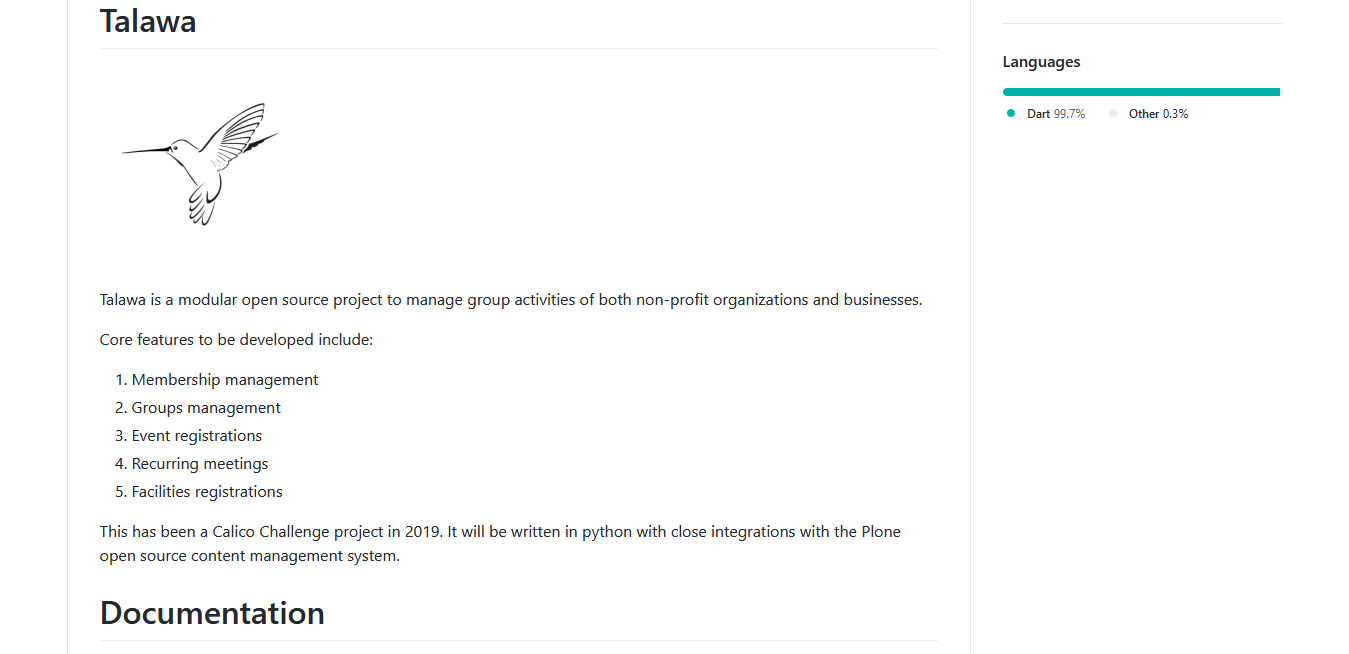 Talawa
Talawa is a modular open source project to manage group activities of both non-profit organizations and businesses.
Core features to be developed include:
1. Membership management
2. Groups management
3. Event registrations
4. Recurring meetings
5. Facilities registrations
This has been a Calico Challenge project in 2019. It will be written in python with close integrations with the Plone
open source content management system.
Documentation
Languages
Dart 99.7% Other 0.3%